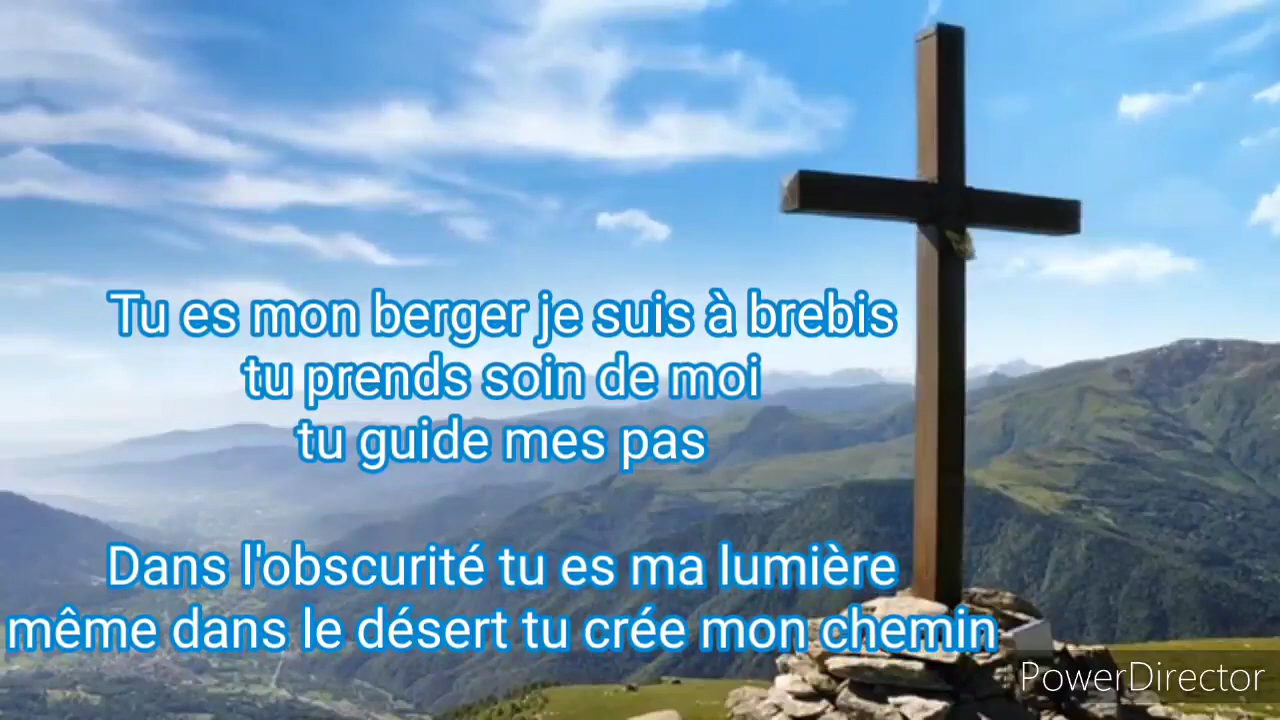 Tu es mon berger je suis à brebis
tu prends soin de moi
tu guide mes pas
Dans l'obscurité tu es ma lumière
même dans le désert tu crée mon chemin
PowerDirector